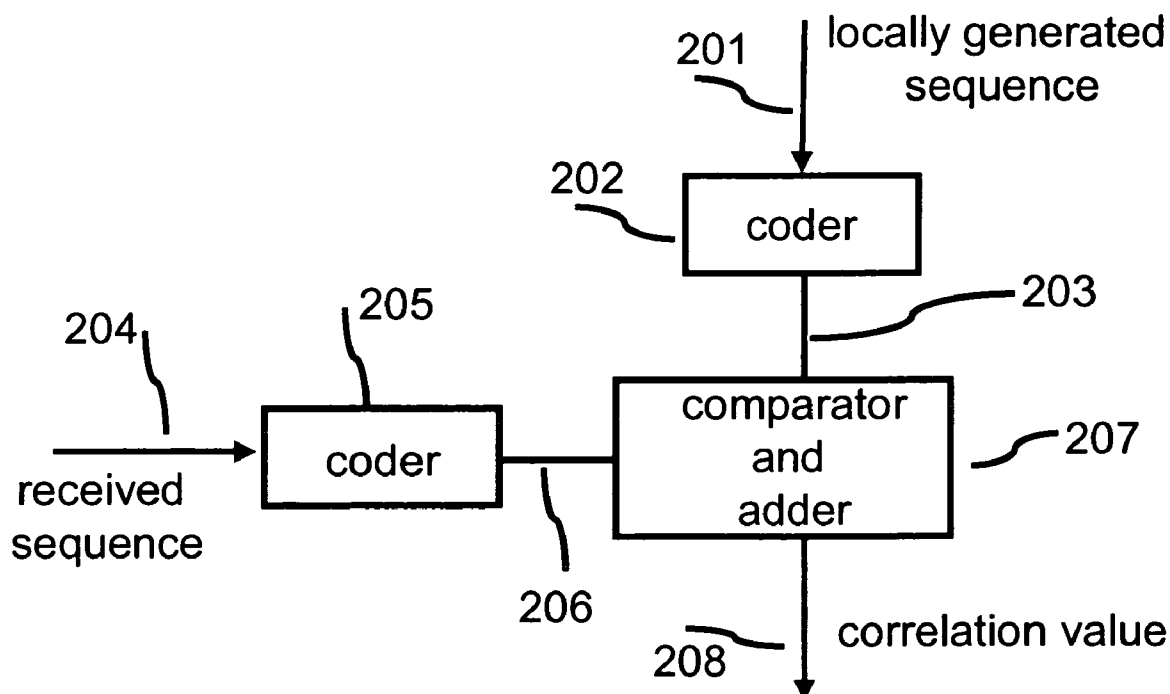 201
locally generated
sequence
202
coder
203
204
205
received
sequence
coder
206
comparator
and
adder
207
208
correlation value